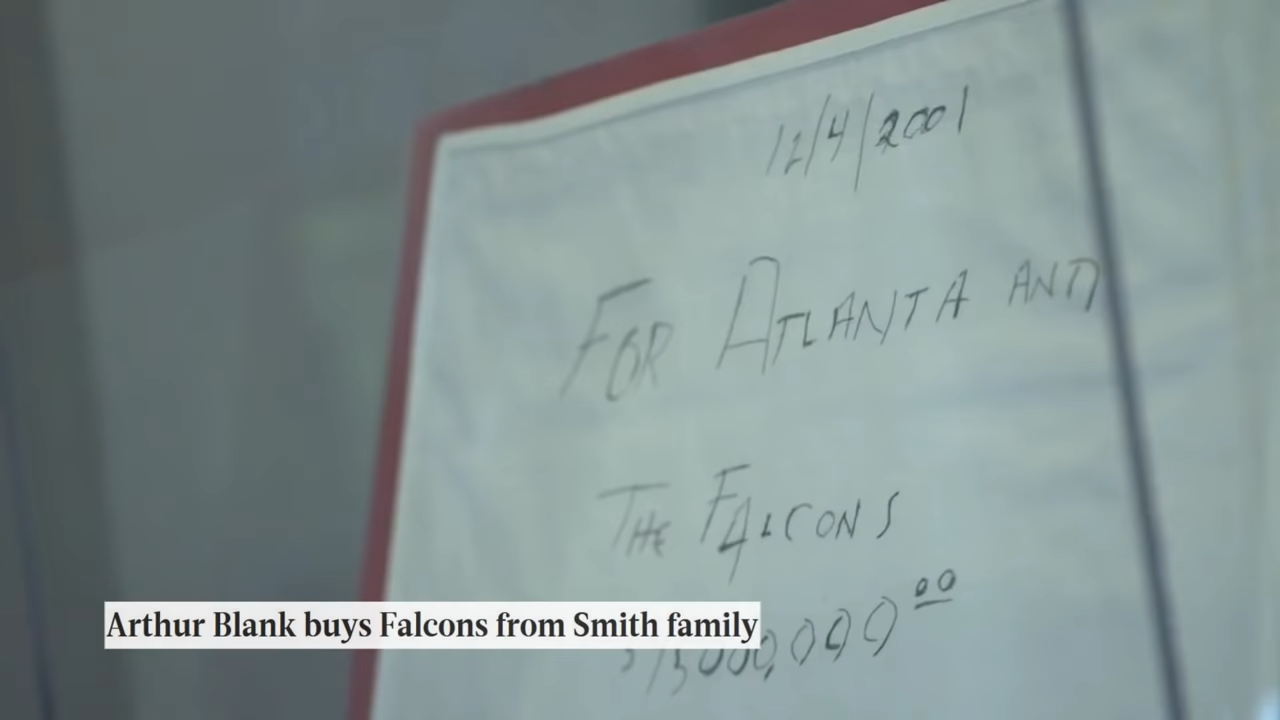 12/4/2001
FOR ATLANTA AND
THE FALCONS
Arthur Blank buys Falcons from Smith family